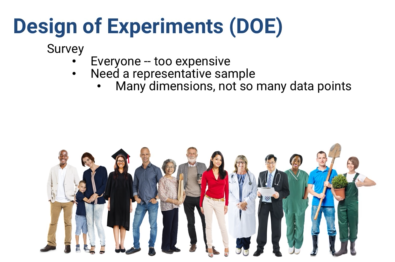 Design of Experiments (DOE)
Survey
• Everyone -- too expensive
• Need a representative sample
• Many dimensions, not so many data points